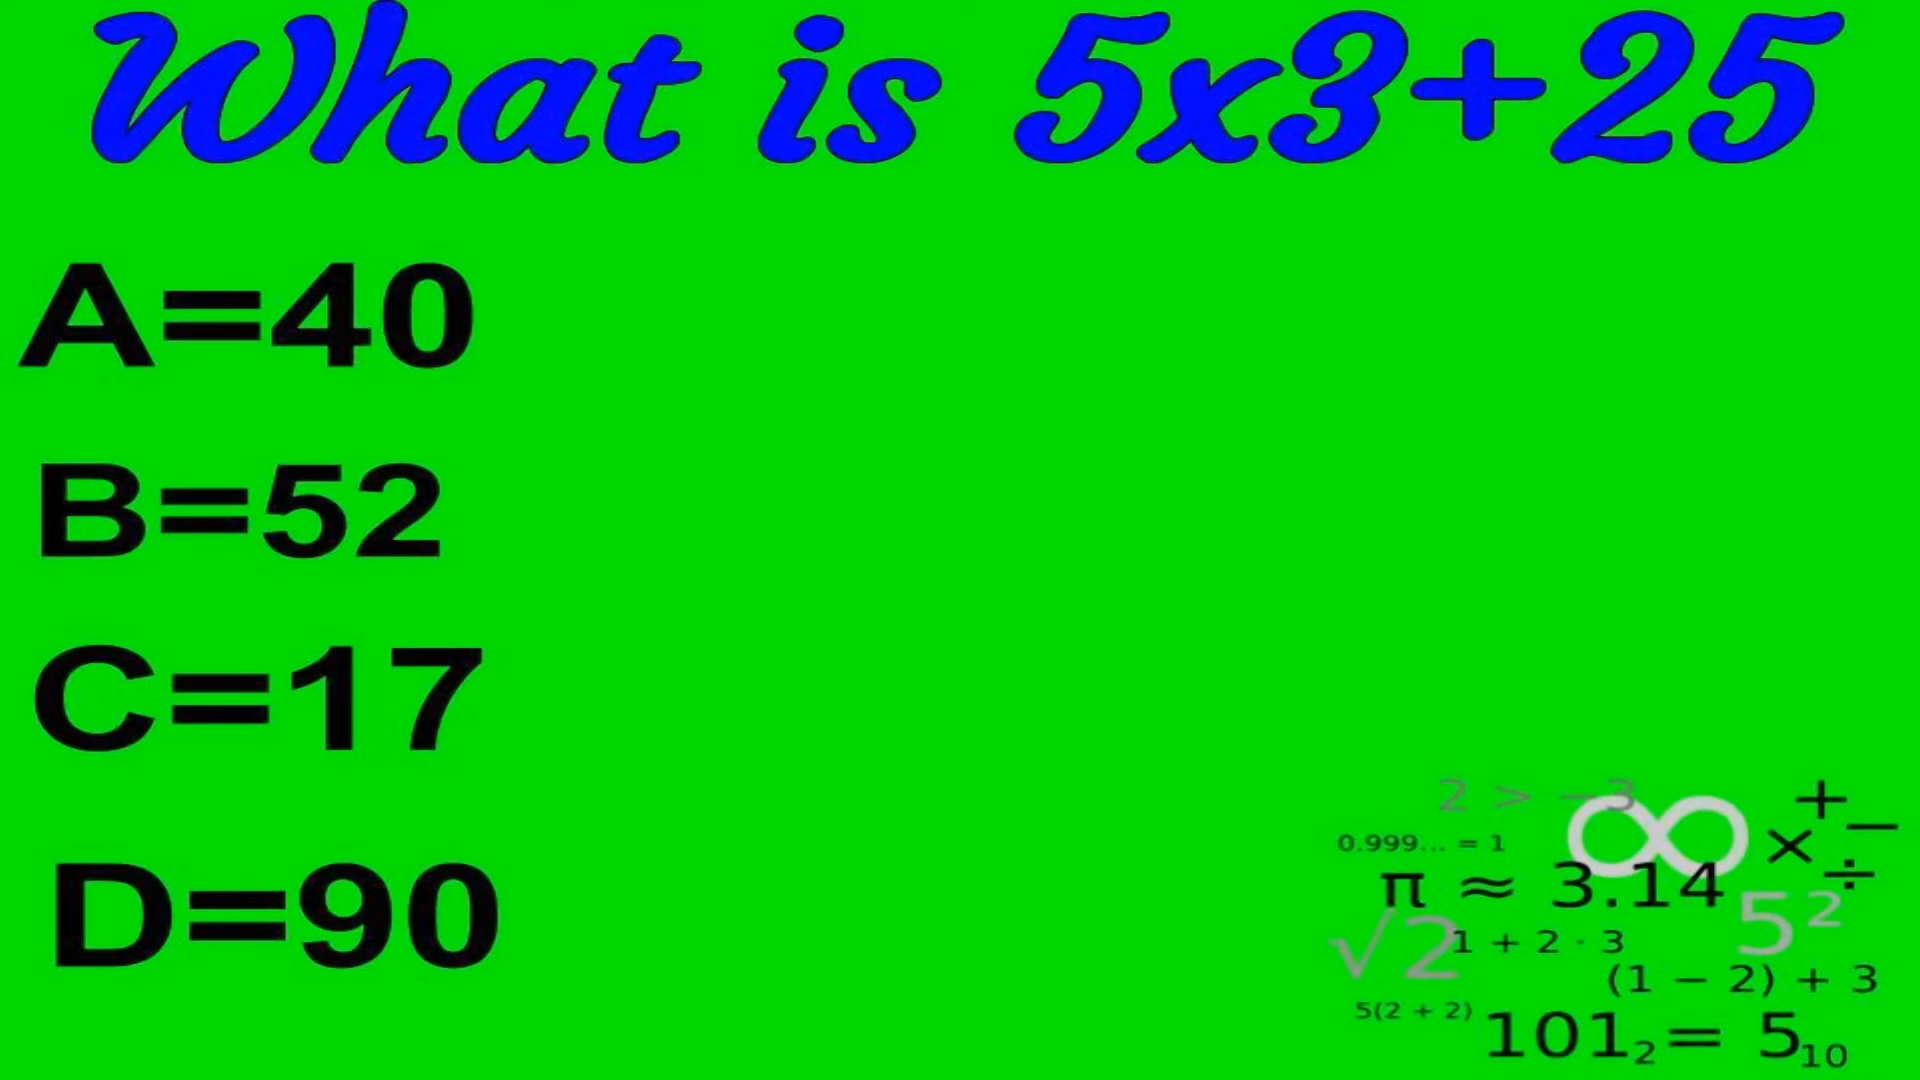 What is 5x3+25
A=40
B=52
C=17
D=90
2 > −3
∞
+
−
×
÷
0.999... = 1
π ≈ 3.14
5²
√2
1 + 2 · 3
(1 − 2) + 3
5(2 + 2)
101₂= 5₁₀